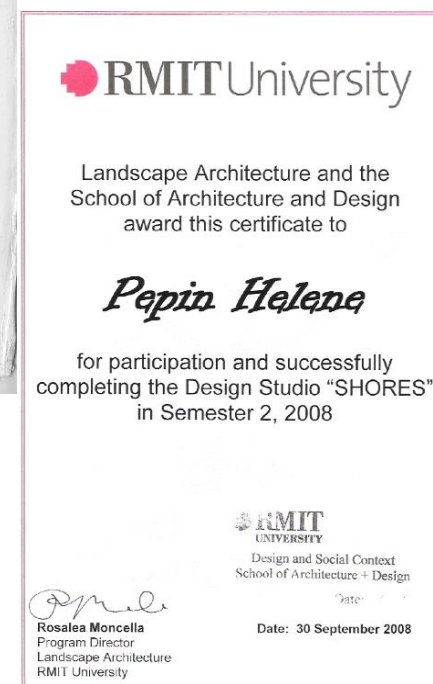 RMIT University
Landscape Architecture and the
School of Architecture and Design
award this certificate to
Pepin Helene
for participation and successfully
completing the Design Studio “SHORES”
in Semester 2, 2008
RMIT
UNIVERSITY
Design and Social Context
School of Architecture + Design
Date:
Rosalea Moncella
Program Director
Landscape Architecture
RMIT University
Date: 30 September 2008